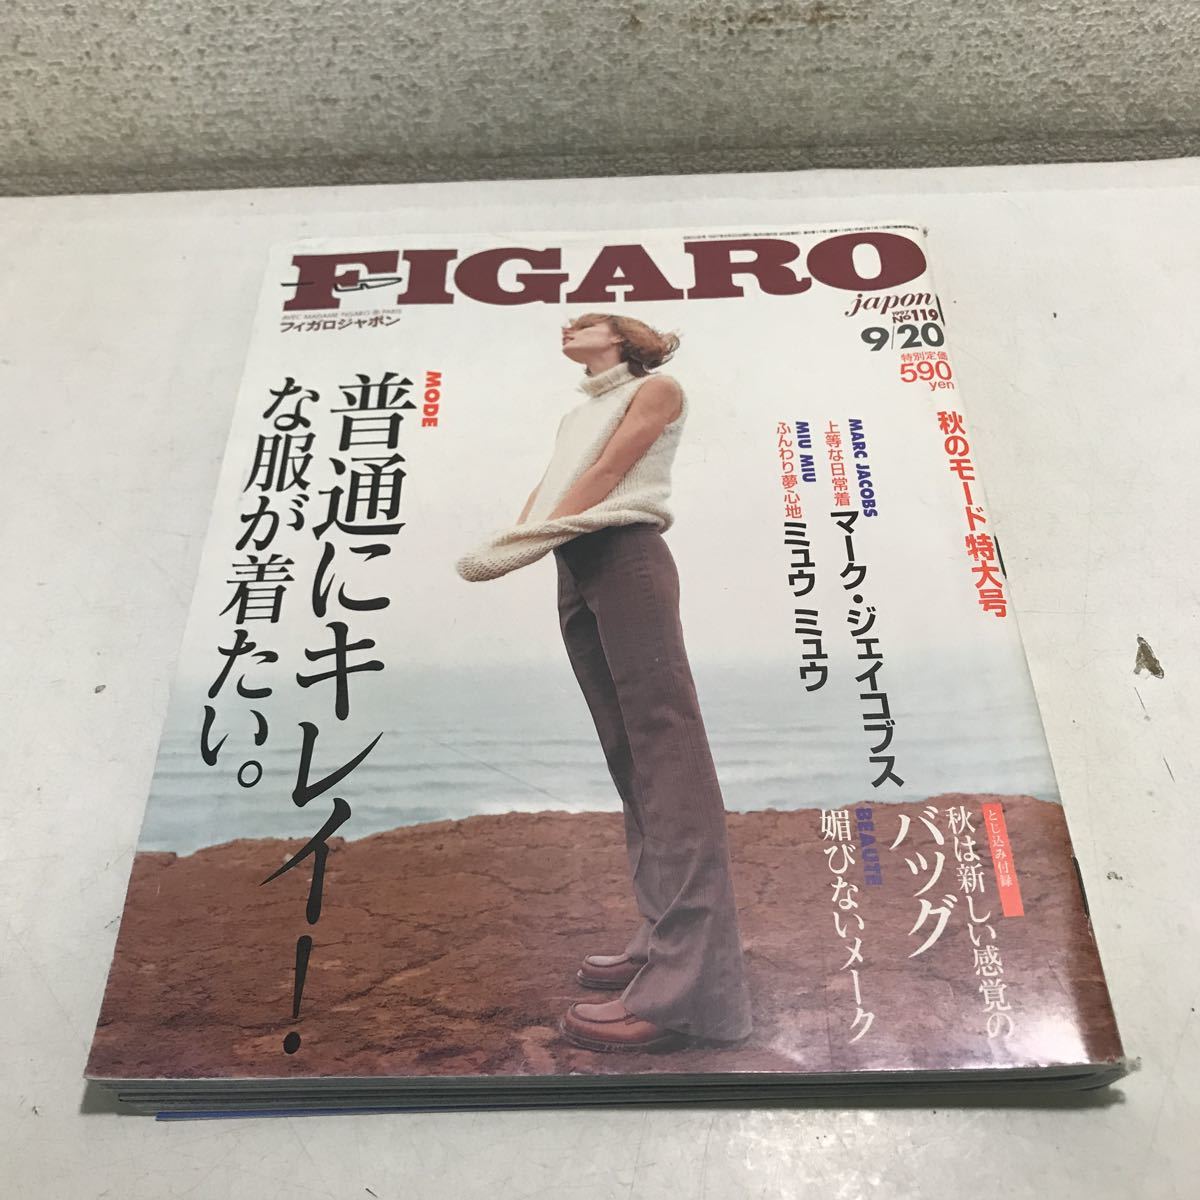 FIGARO
japon
AVEC MADAME FIGARO ® PARIS
フィガロジャポン
1997 No119
9/20
特別定価
590
yen
秋のモード特大号
MODE
普通にキレイ！
な服が着たい。
MARC JACOBS
上等な日常着
マーク・ジェイコブス
MIU MIU
ふんわり夢心地
ミュウ ミュウ
とじ込み付録
秋は新しい感覚の
バッグ
BEAUTE
媚びないメーク